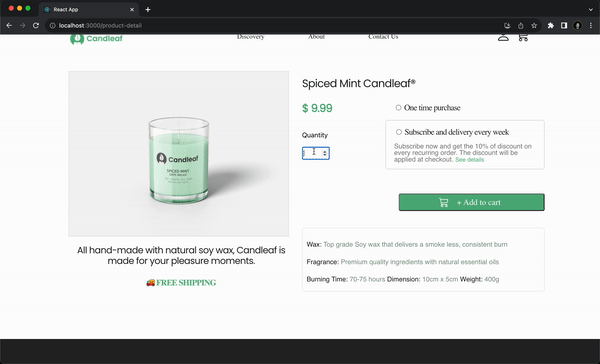 React App
localhost:3000/product-detail
Candleaf
Discovery
About
Contact Us
Candleaf
SPICED MINT
Spiced Mint Candleaf®
$ 9.99
One time purchase
Quantity
Subscribe and delivery every week
Subscribe now and get the 10% of discount on
every recurring order. The discount will be
applied at checkout. See details
+ Add to cart
All hand-made with natural soy wax, Candleaf is
made for your pleasure moments.
🚚 FREE SHIPPING
Wax: Top grade Soy wax that delivers a smoke less, consistent burn
Fragrance: Premium quality ingredients with natural essential oils
Burning Time: 70-75 hours Dimension: 10cm x 5cm Weight: 400g